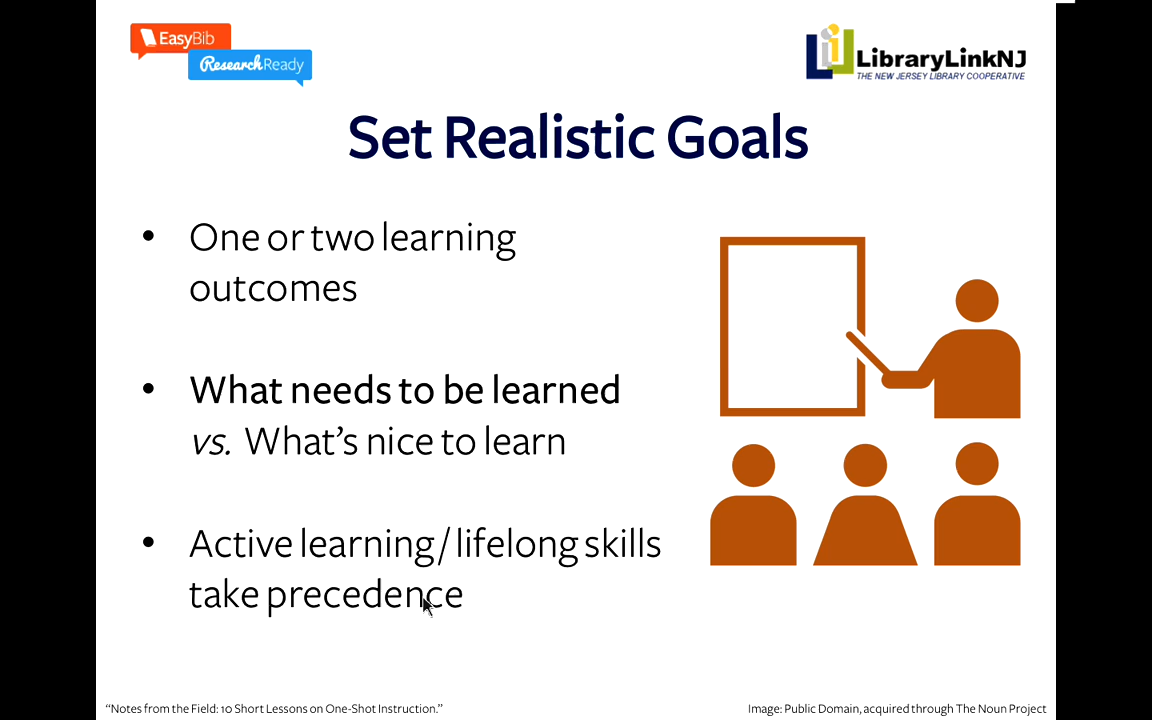 EasyBib
ResearchReady
LibraryLinkNJ
THE NEW JERSEY LIBRARY COOPERATIVE
Set Realistic Goals
• One or two learning
outcomes
• What needs to be learned
vs. What’s nice to learn
• Active learning / lifelong skills
take precedence
“Notes from the Field: 10 Short Lessons on One-Shot Instruction.”
Image: Public Domain, acquired through The Noun Project